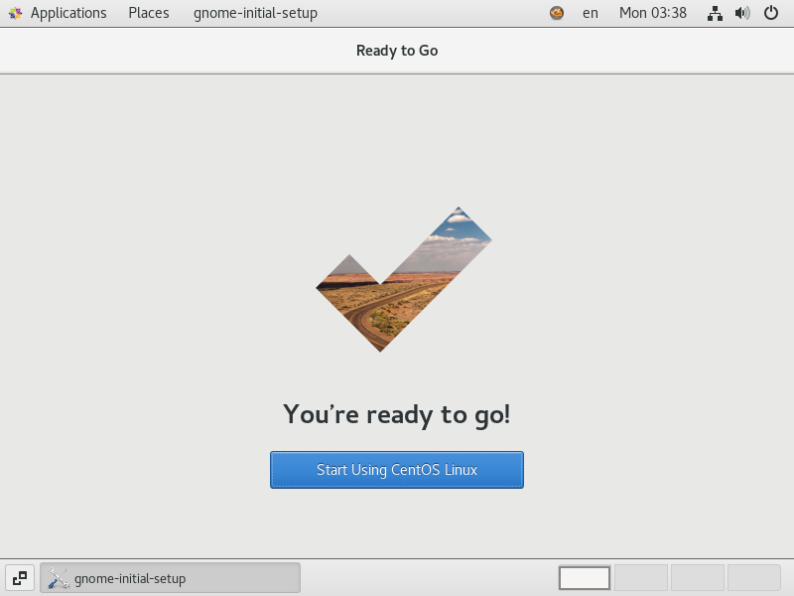 Applications Places gnome-initial-setup en Mon 03:38
Ready to Go
You're ready to go!
Start Using CentOS Linux
gnome-initial-setup